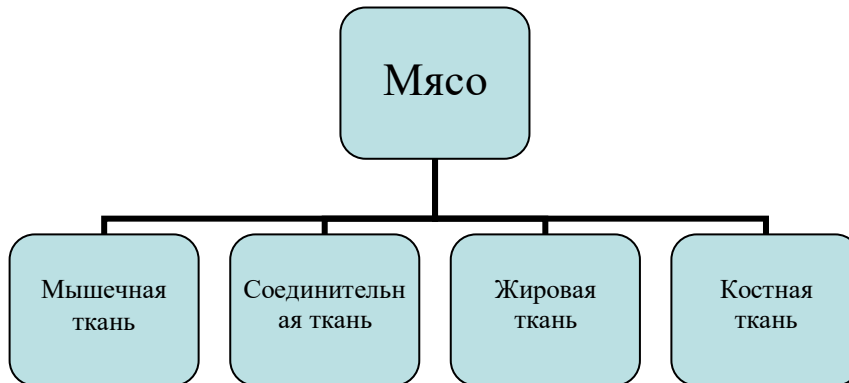 Мясо
Мышечная
ткань
Соединительн
ая ткань
Жировая
ткань
Костная
ткань